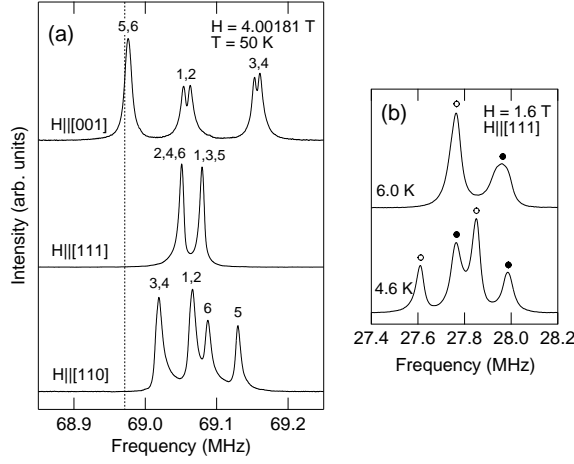 (a)
H = 4.00181 T
T = 50 K
5,6
1,2
3,4
H||[001]
2,4,6
1,3,5
H||[111]
3,4
1,2
6
5
H||[110]
68.9
69.0
69.1
69.2
Frequency (MHz)
Intensity (arb. units)
(b)
H = 1.6 T
H||[111]
6.0 K
4.6 K
27.4
27.6
27.8
28.0
28.2
Frequency (MHz)